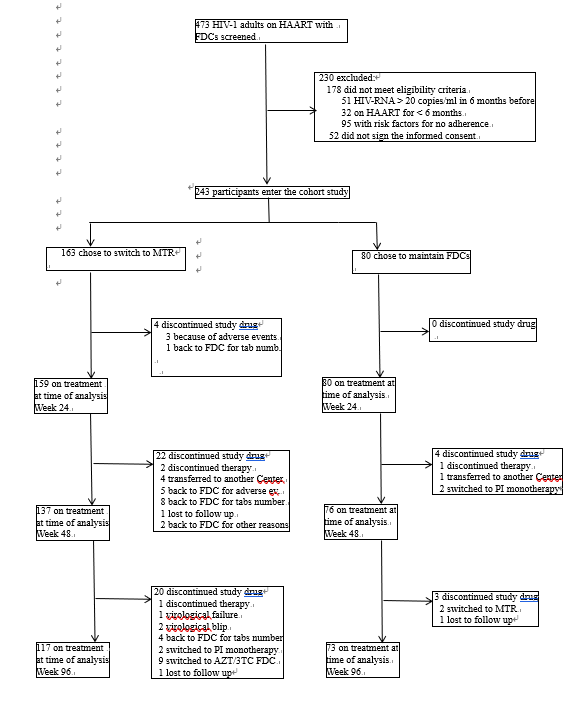 473 HIV-1 adults on HAART with
FDCs screened
230 excluded:
178 did not meet eligibility criteria
51 HIV-RNA > 20 copies/ml in 6 months before
32 on HAART for < 6 months
95 with risk factors for no adherence
52 did not sign the informed consent
243 participants enter the cohort study
163 chose to switch to MTR
80 chose to maintain FDCs
4 discontinued study drug
3 because of adverse events
1 back to FDC for tab numb.
0 discontinued study drug
159 on treatment
at time of analysis
Week 24
80 on treatment at
time of analysis
Week 24
22 discontinued study drug
2 discontinued therapy
4 transferred to another Center
5 back to FDC for adverse ev.
8 back to FDC for tabs number
1 lost to follow up
2 back to FDC for other reasons
4 discontinued study drug
1 discontinued therapy
1 transferred to another Center
2 switched to PI monotherapy
137 on treatment
at time of analysis
Week 48
76 on treatment at
time of analysis
Week 48
20 discontinued study drug
1 discontinued therapy
1 virological failure
2 virological blip
4 back to FDC for tabs number
2 switched to PI monotherapy
9 switched to AZT/3TC FDC
1 lost to follow up
3 discontinued study drug
2 switched to MTR
1 lost to follow up
117 on treatment
at time of analysis
Week 96
73 on treatment at
time of analysis
Week 96